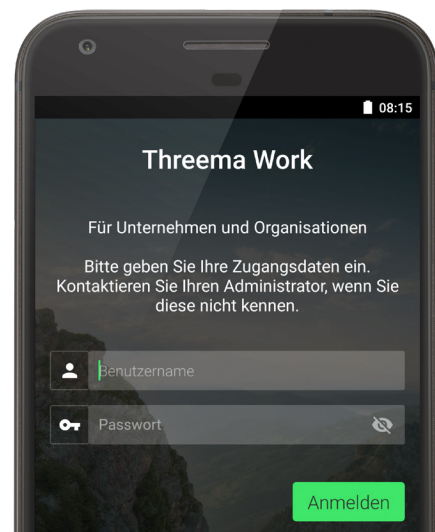 08:15
Threema Work
Für Unternehmen und Organisationen
Bitte geben Sie Ihre Zugangsdaten ein.
Kontaktieren Sie Ihren Administrator, wenn Sie
diese nicht kennen.
Benutzername
Passwort
Anmelden